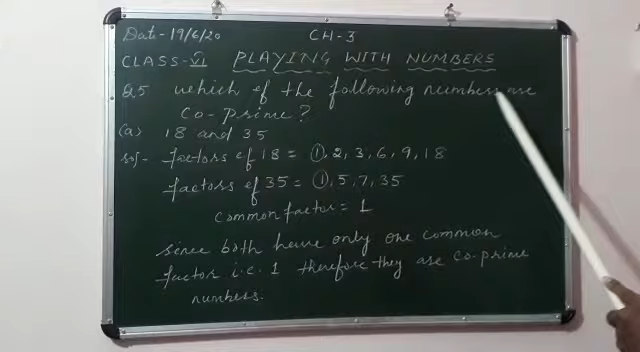 Date- 19/6/20 CH-3
CLASS-VI PLAYING WITH NUMBERS
Q.5 which of the following numbers are
co-prime?
(a) 18 and 35
Sol- factors of 18 = 1, 2, 3, 6, 9, 18
factors of 35 = 1, 5, 7, 35
Common factor = 1
since both have only one common
factor i.e. 1 therefore they are co-prime
numbers.